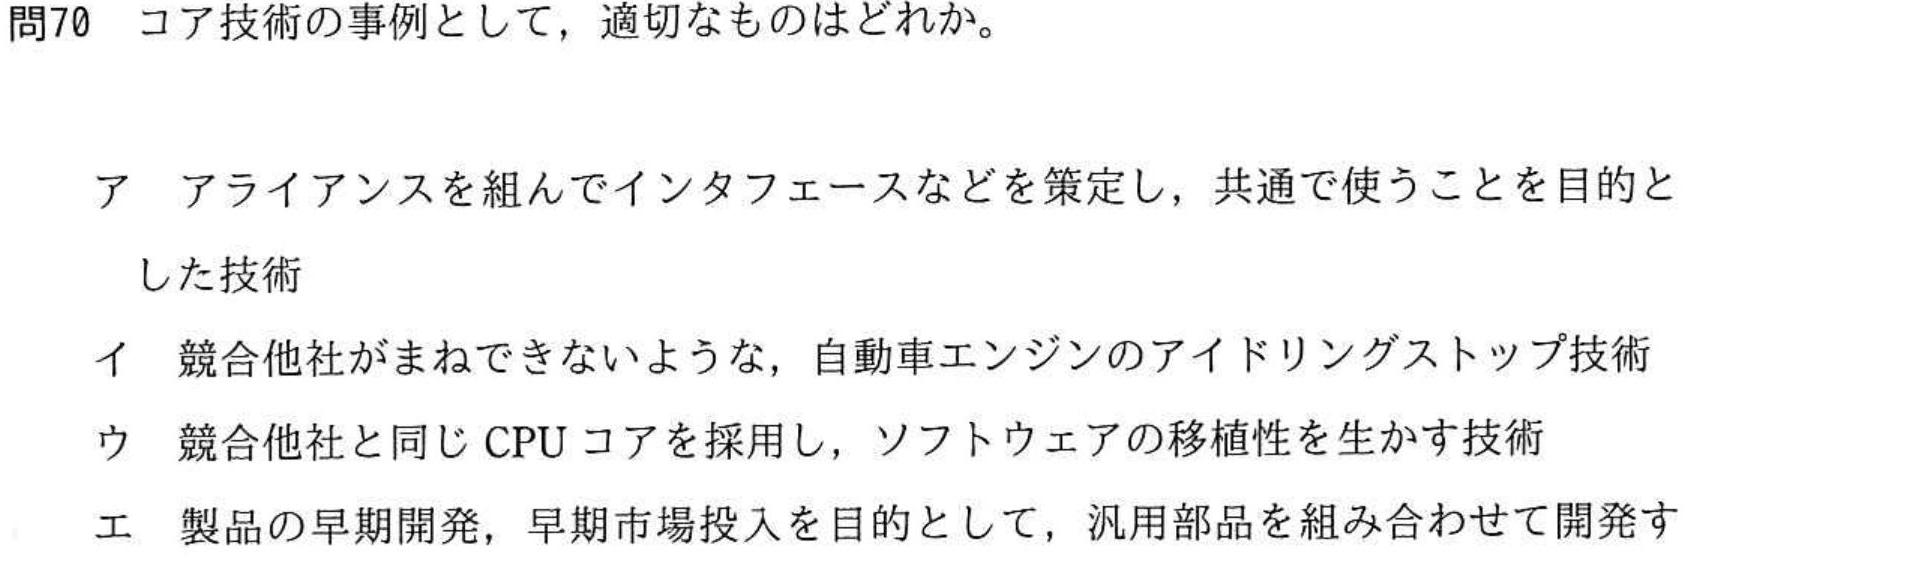 問70 コア技術の事例として，適切なものはどれか。
ア アライアンスを組んでインタフェースなどを策定し，共通で使うことを目的と
した技術
イ 競合他社がまねできないような，自動車エンジンのアイドリングストップ技術
ウ 競合他社と同じ CPU コアを採用し，ソフトウェアの移植性を生かす技術
エ 製品の早期開発，早期市場投入を目的として，汎用部品を組み合わせて開発す